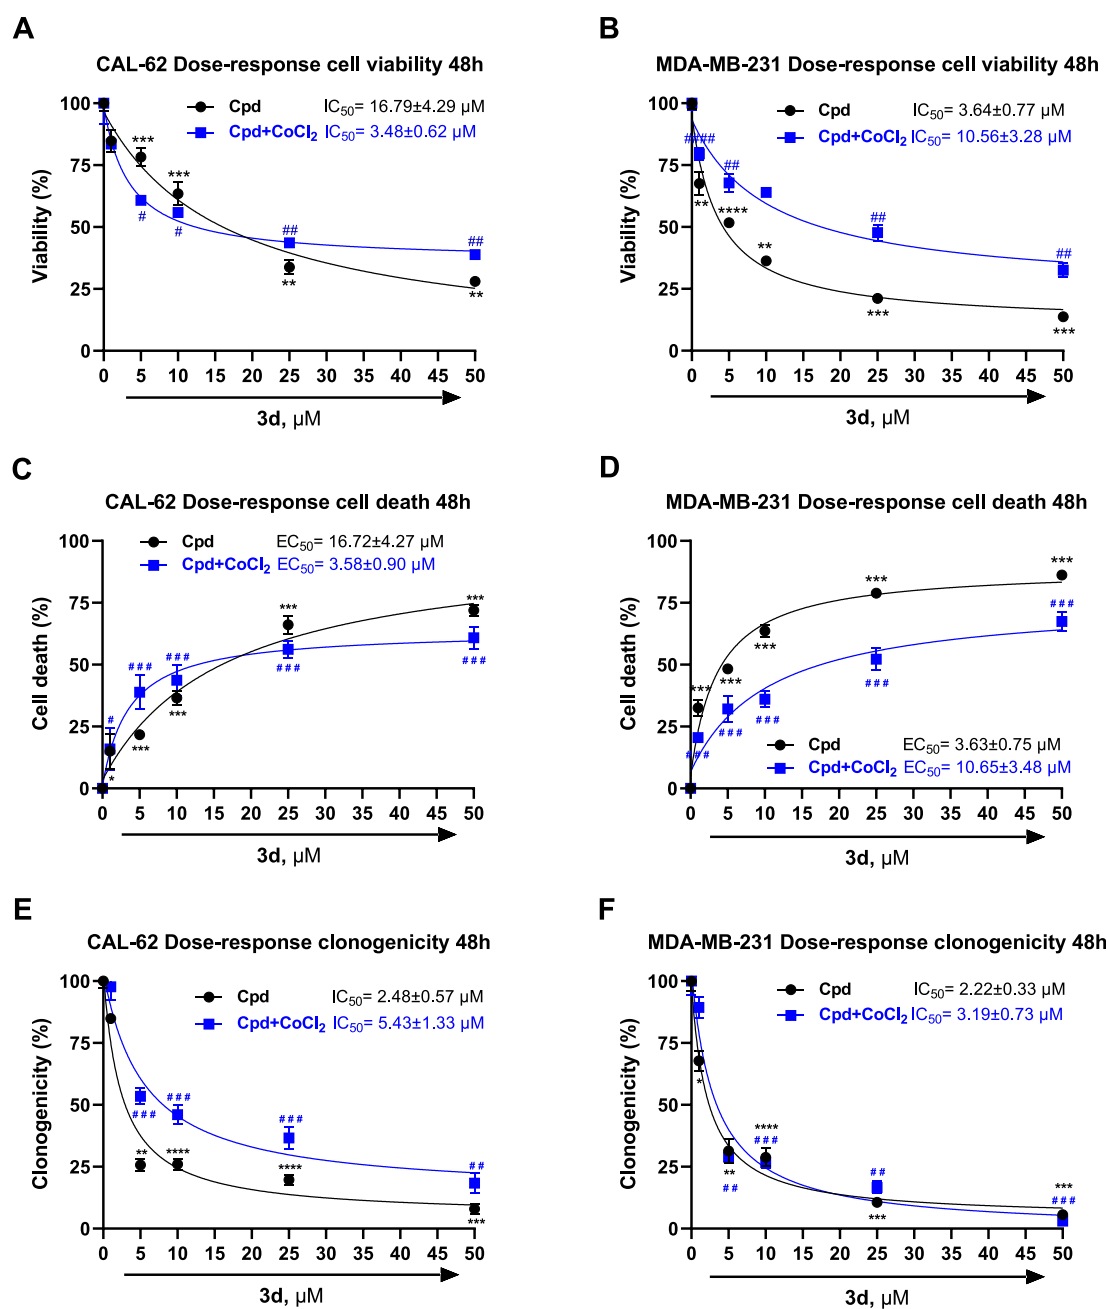 A
CAL-62 Dose-response cell viability 48h
Cpd IC50= 16.79±4.29 µM
Cpd+CoCl2 IC50= 3.48±0.62 µM
Viability (%)
100
75
50
25
0
***
***
**
**
#
#
##
##
0 5 10 15 20 25 30 35 40 45 50
3d, µM
B
MDA-MB-231 Dose-response cell viability 48h
Cpd IC50= 3.64±0.77 µM
Cpd+CoCl2 IC50= 10.56±3.28 µM
Viability (%)
100
75
50
25
0
####
##
##
##
**
****
**
***
***
0 5 10 15 20 25 30 35 40 45 50
3d, µM
C
CAL-62 Dose-response cell death 48h
Cpd EC50= 16.72±4.27 µM
Cpd+CoCl2 EC50= 3.58±0.90 µM
Cell death (%)
100
75
50
25
0
#
###
###
###
###
*
***
***
***
***
0 5 10 15 20 25 30 35 40 45 50
3d, µM
D
MDA-MB-231 Dose-response cell death 48h
Cpd EC50= 3.63±0.75 µM
Cpd+CoCl2 EC50= 10.65±3.48 µM
Cell death (%)
100
75
50
25
0
***
***
***
***
***
###
###
###
###
###
0 5 10 15 20 25 30 35 40 45 50
3d, µM
E
CAL-62 Dose-response clonogenicity 48h
Cpd IC50= 2.48±0.57 µM
Cpd+CoCl2 IC50= 5.43±1.33 µM
Clonogenicity (%)
100
75
50
25
0
###
###
###
##
**
****
****
***
0 5 10 15 20 25 30 35 40 45 50
3d, µM
F
MDA-MB-231 Dose-response clonogenicity 48h
Cpd IC50= 2.22±0.33 µM
Cpd+CoCl2 IC50= 3.19±0.73 µM
Clonogenicity (%)
100
75
50
25
0
*
**
##
****
###
##
***
***
###
0 5 10 15 20 25 30 35 40 45 50
3d, µM